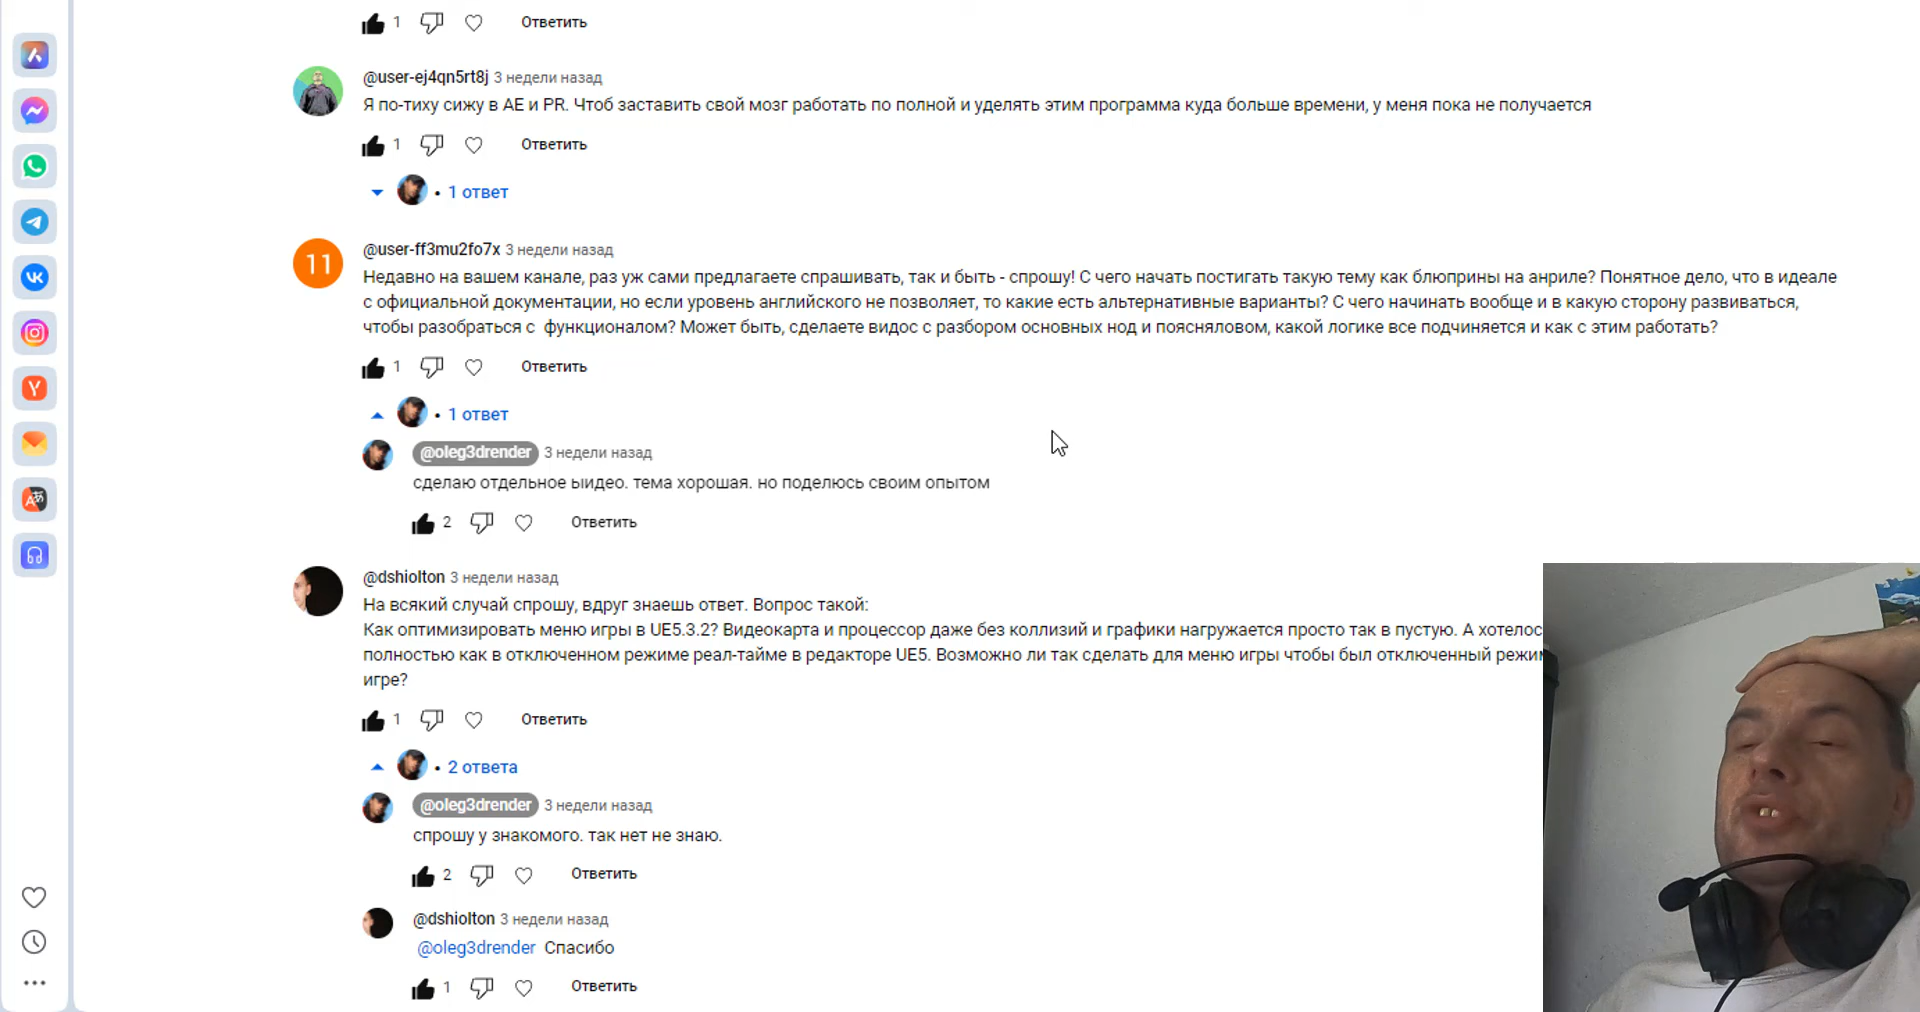 1 Ответить
@user-ej4qn5rt8j 3 недели назад
Я по-тиху сижу в AE и PR. Чтоб заставить свой мозг работать по полной и уделять этим программа куда больше времени, у меня пока не получается
1 Ответить
• 1 ответ
11
@user-ff3mu2fo7x 3 недели назад
Недавно на вашем канале, раз уж сами предлагаете спрашивать, так и быть - спрошу! С чего начать постигать такую тему как блюприны на анриле? Понятное дело, что в идеале
с официальной документации, но если уровень английского не позволяет, то какие есть альтернативные варианты? С чего начинать вообще и в какую сторону развиваться,
чтобы разобраться с функционалом? Может быть, сделаете видос с разбором основных нод и поясняловом, какой логике все подчиняется и как с этим работать?
1 Ответить
• 1 ответ
@oleg3drender 3 недели назад
сделаю отдельное ыидео. тема хорошая. но поделюсь своим опытом
2 Ответить
@dshiolton 3 недели назад
На всякий случай спрошу, вдруг знаешь ответ. Вопрос такой:
Как оптимизировать меню игры в UE5.3.2? Видеокарта и процессор даже без коллизий и графики нагружается просто так в пустую. А
полностью как в отключенном режиме реал-тайме в редакторе UE5. Возможно ли так сделать для меню игры чтобы был отключенный
игре?
1 Ответить
• 2 ответа
@oleg3drender 3 недели назад
спрошу у знакомого. так нет не знаю.
2 Ответить
@dshiolton 3 недели назад
@oleg3drender Спасибо
1 Ответить